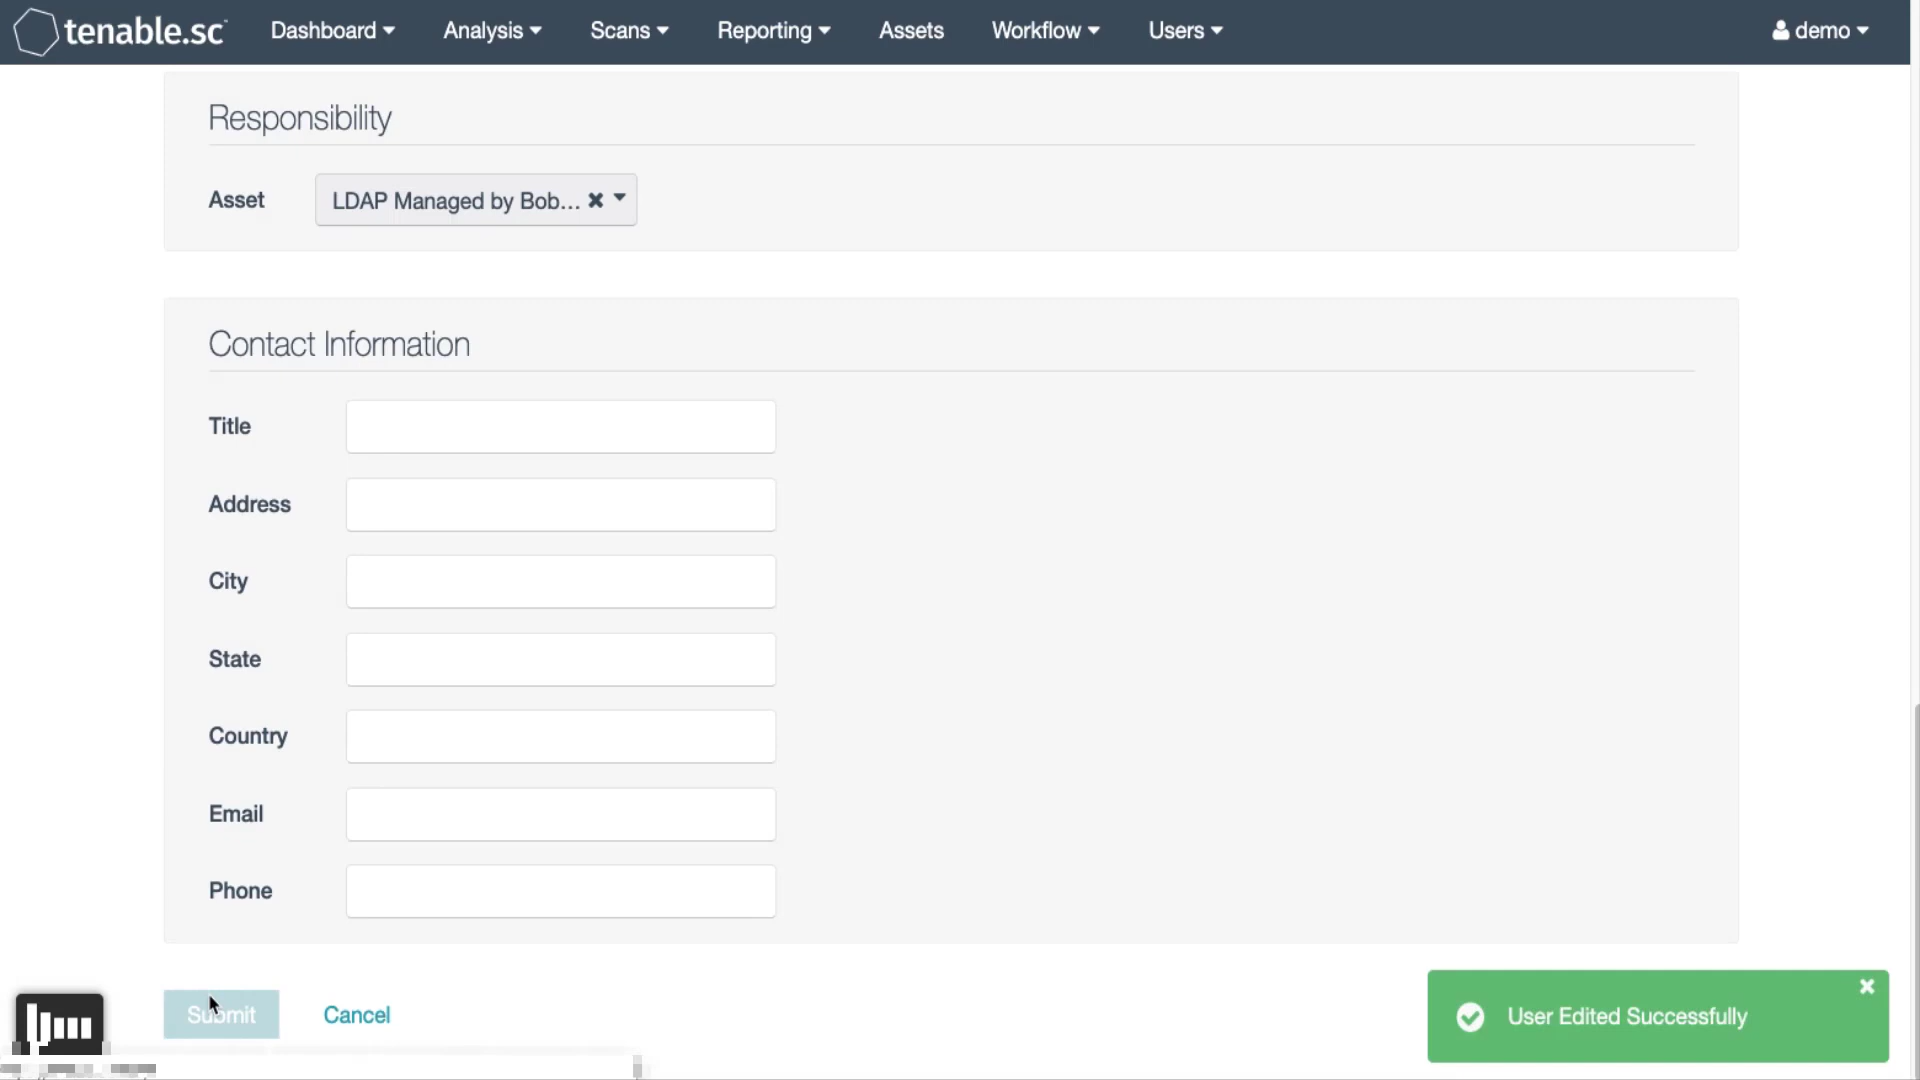 tenable.sc Dashboard Analysis Scans Reporting Assets Workflow Users demo
Responsibility
Asset LDAP Managed by Bob...
Contact Information
Title
Address
City
State
Country
Email
Phone
Submit Cancel
User Edited Successfully